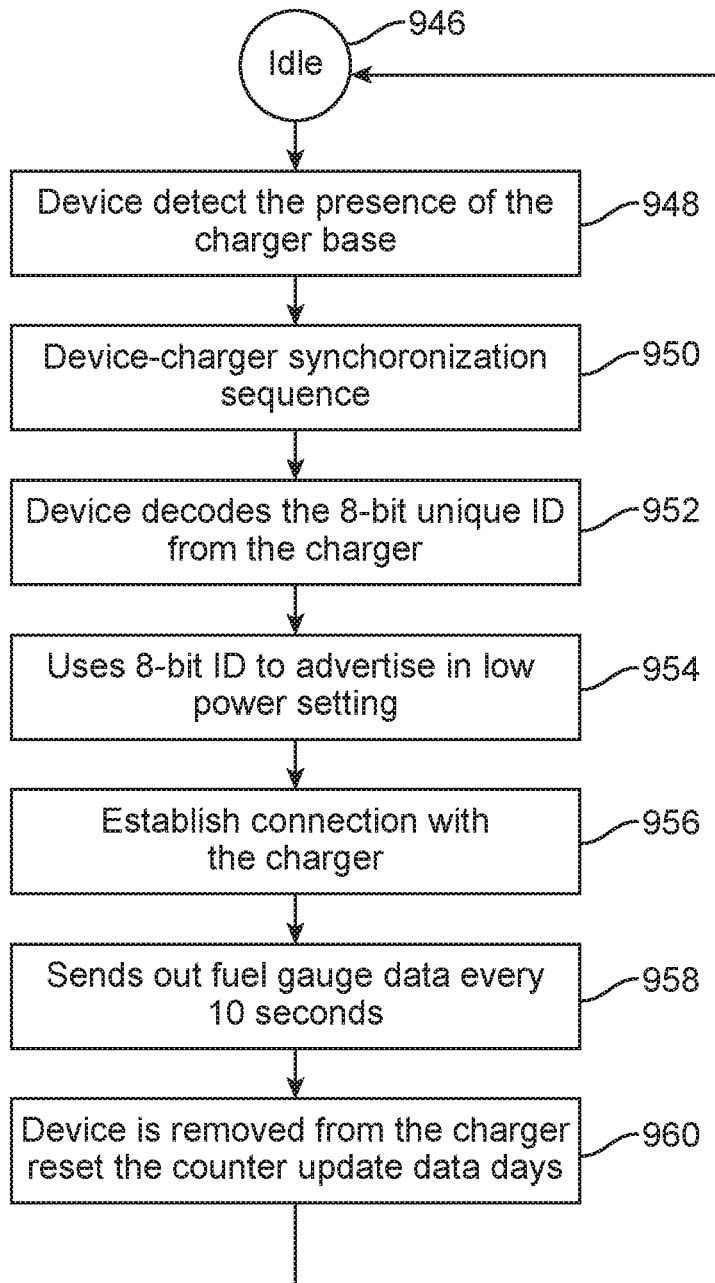 946
Idle
Device detect the presence of the
charger base
948
Device-charger synchoronization
sequence
950
Device decodes the 8-bit unique ID
from the charger
952
Uses 8-bit ID to advertise in low
power setting
954
Establish connection with
the charger
956
Sends out fuel gauge data every
10 seconds
958
Device is removed from the charger
reset the counter update data days
960